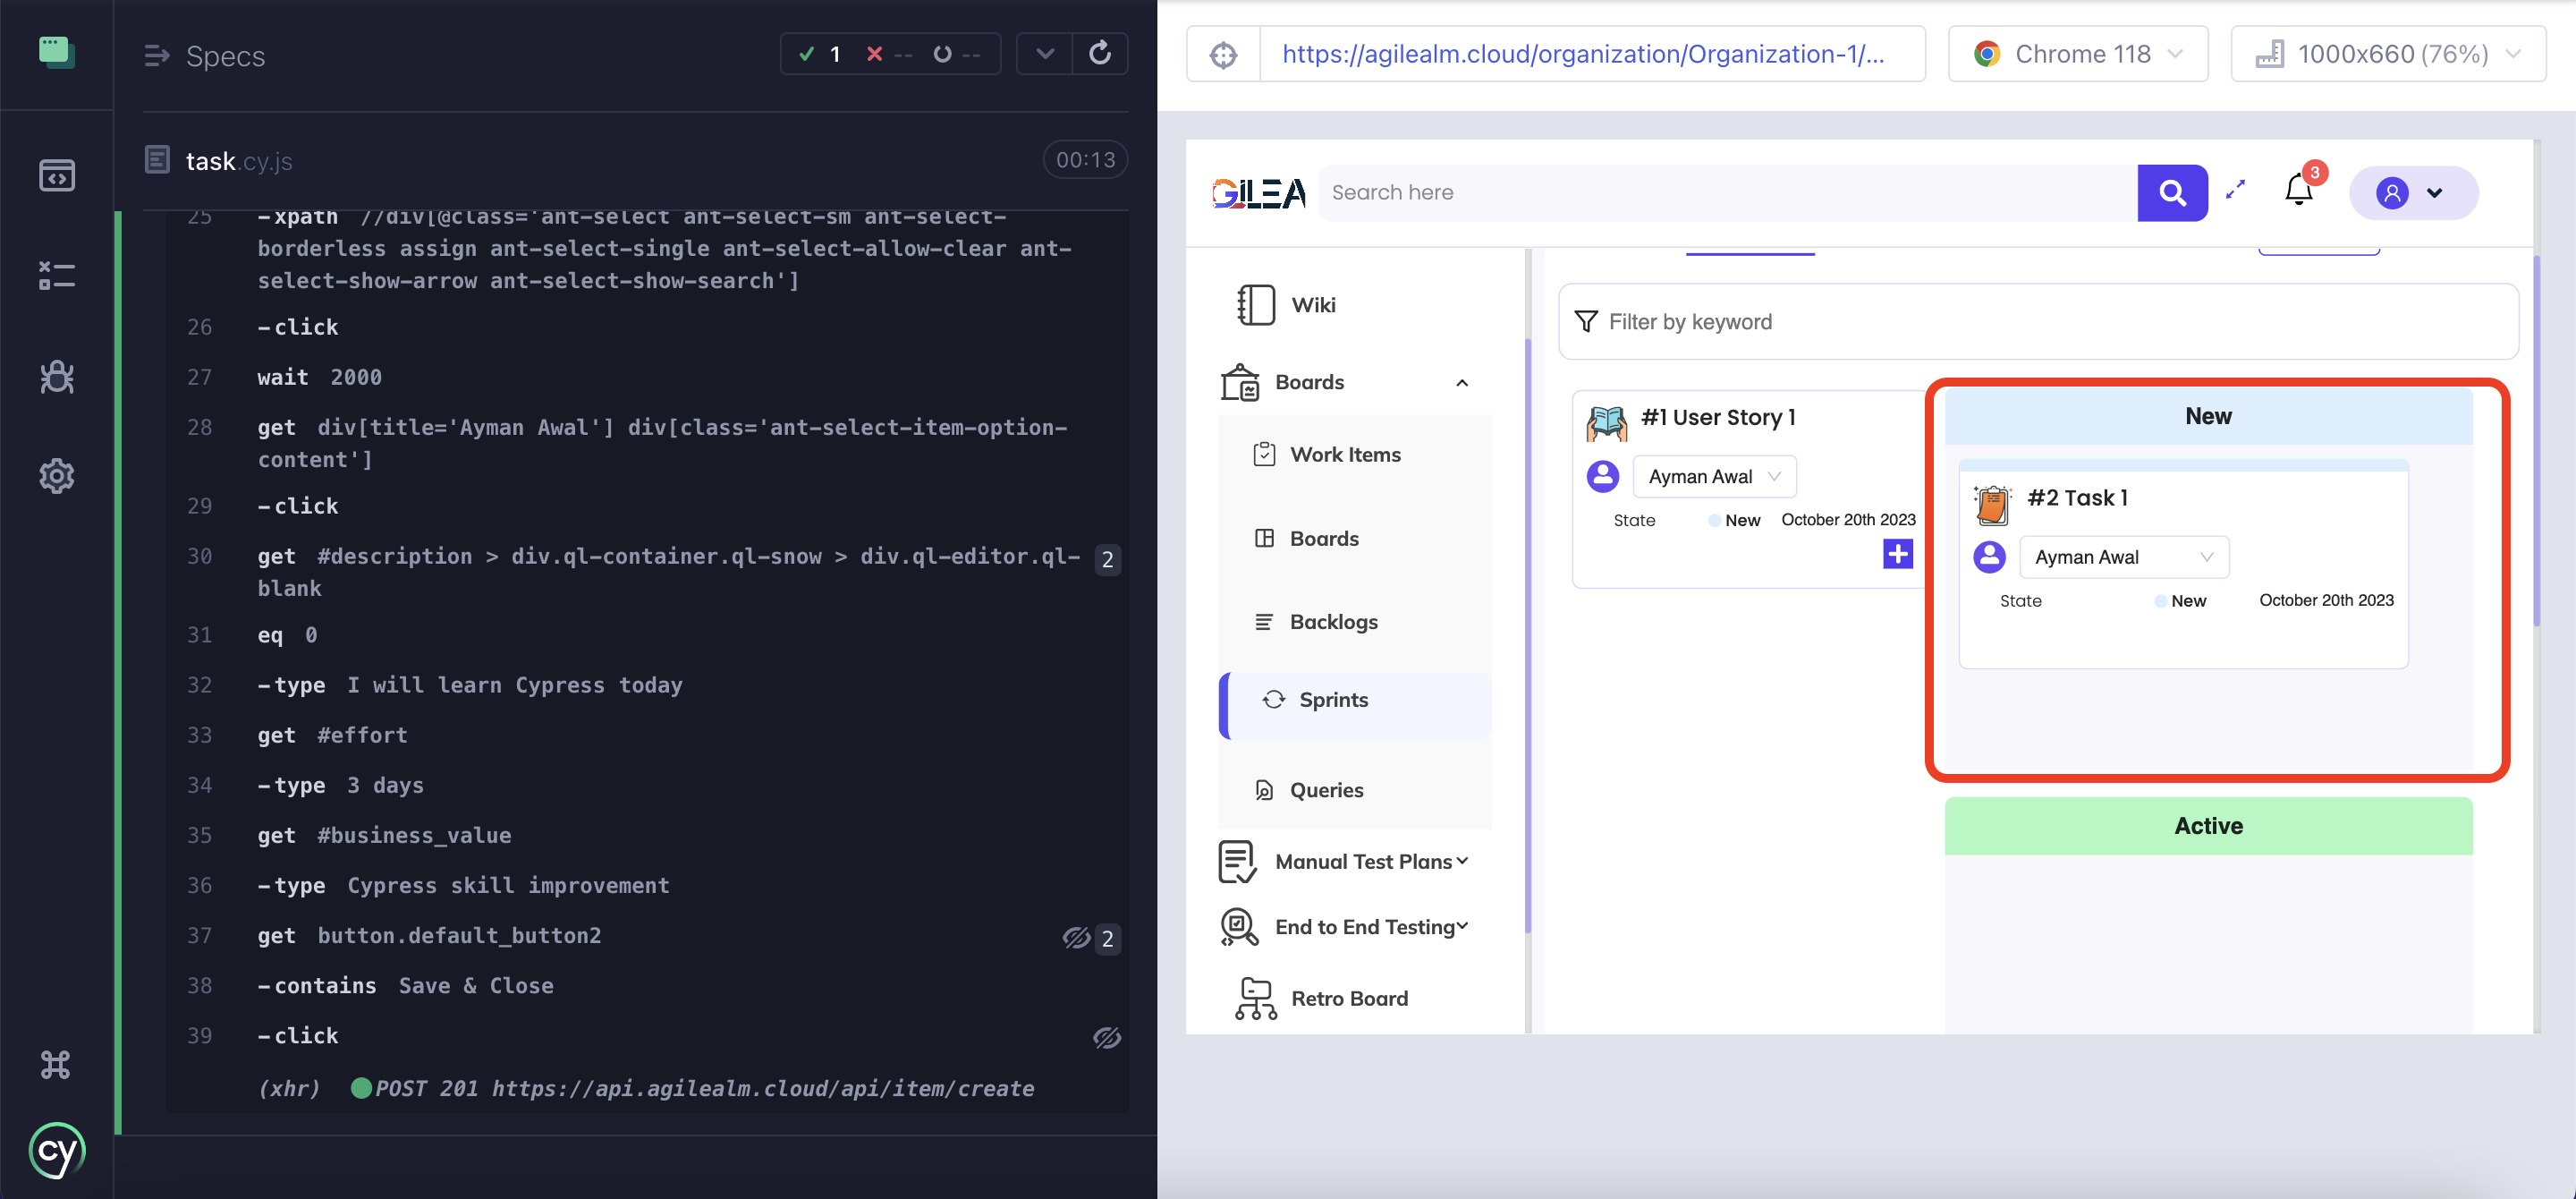 Specs
1
--
--
task.cy.js
00:13
25 -xpath //div[@class='ant-select ant-select-sm ant-select-
borderless assign ant-select-single ant-select-allow-clear ant-
select-show-arrow ant-select-show-search']
26 -click
27 wait 2000
28 get div[title='Ayman Awal'] div[class='ant-select-item-option-
content']
29 -click
30 get #description > div.ql-container.ql-snow > div.ql-editor.ql- 2
blank
31 eq 0
32 -type I will learn Cypress today
33 get #effort
34 -type 3 days
35 get #business_value
36 -type Cypress skill improvement
37 get button.default_button2 2
38 -contains Save & Close
39 -click
(xhr) POST 201 https://api.agilealm.cloud/api/item/create
cy
https://agilealm.cloud/organization/Organization-1/...
Chrome 118
1000x660 (76%)
GILEA
Search here
3
Wiki
Boards
Work Items
Boards
Backlogs
Sprints
Queries
Manual Test Plans
End to End Testing
Retro Board
Filter by keyword
#1 User Story 1
Ayman Awal
State New October 20th 2023
New
#2 Task 1
Ayman Awal
State New October 20th 2023
Active